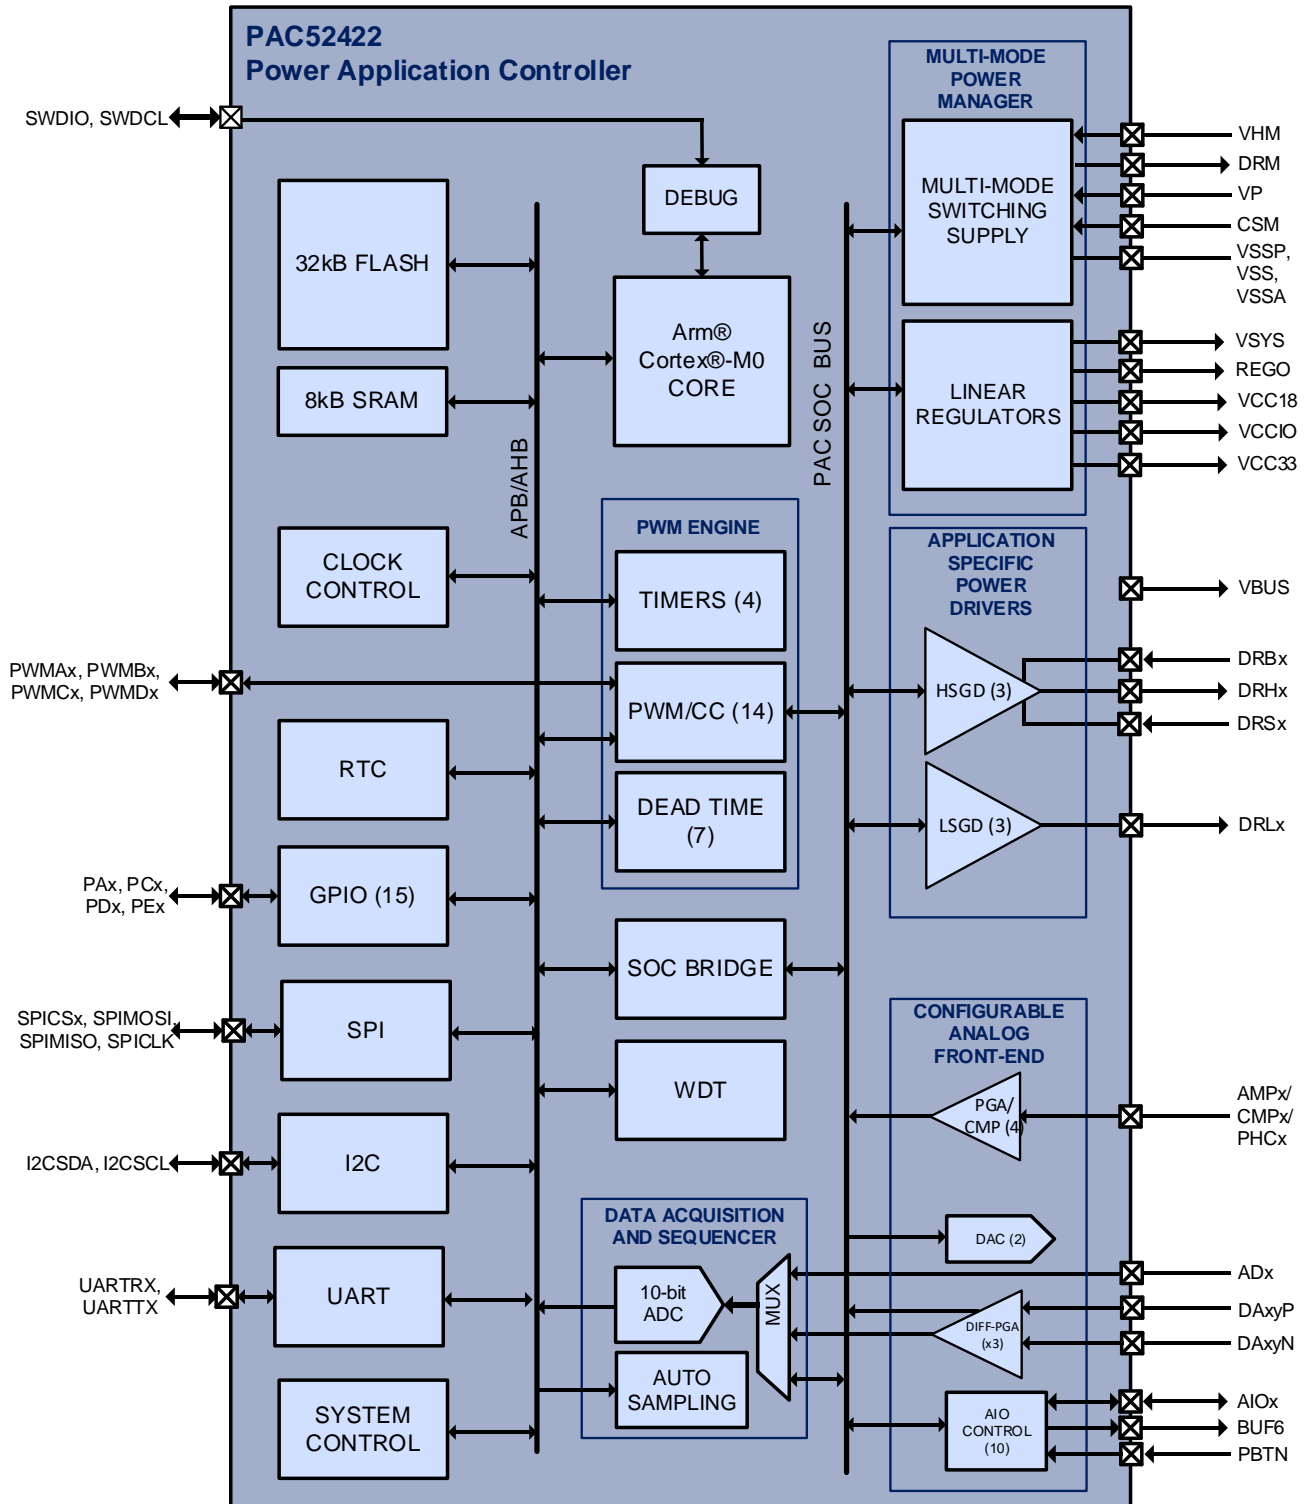 PAC52422
Power Application Controller
SWDIO, SWDCL
DEBUG
32kB FLASH
8kB SRAM
Arm®
Cortex®-M0
CORE
APB/AHB
PAC SOC BUS
CLOCK
CONTROL
PWM ENGINE
TIMERS (4)
PWMAx, PWMBx,
PWMCx, PWMDx
PWM/CC (14)
RTC
DEAD TIME
(7)
PAx, PCx,
PDx, PEx
GPIO (15)
SOC BRIDGE
SPICSx, SPIMOSI,
SPIMISO, SPICLK
SPI
WDT
I2CSDA, I2CSCL
I2C
DATA ACQUISITION
AND SEQUENCER
UARTRX,
UARTTX
UART
10-bit
ADC
MUX
AUTO
SAMPLING
SYSTEM
CONTROL
MULTI-MODE
POWER
MANAGER
MULTI-MODE
SWITCHING
SUPPLY
VHM
DRM
VP
CSM
VSSP,
VSS,
VSSA
LINEAR
REGULATORS
VSYS
REGO
VCC18
VCCIO
VCC33
APPLICATION
SPECIFIC
POWER
DRIVERS
VBUS
HSGD (3)
DRBx
DRHx
DRSx
LSGD (3)
DRLx
CONFIGURABLE
ANALOG
FRONT-END
PGA/
CMP (4)
AMPx/
CMPx/
PHCx
DAC (2)
ADx
DIFF-PGA
(x3)
DAxyP
DAxyN
AIO
CONTROL
(10)
AIOx
BUF6
PBTN